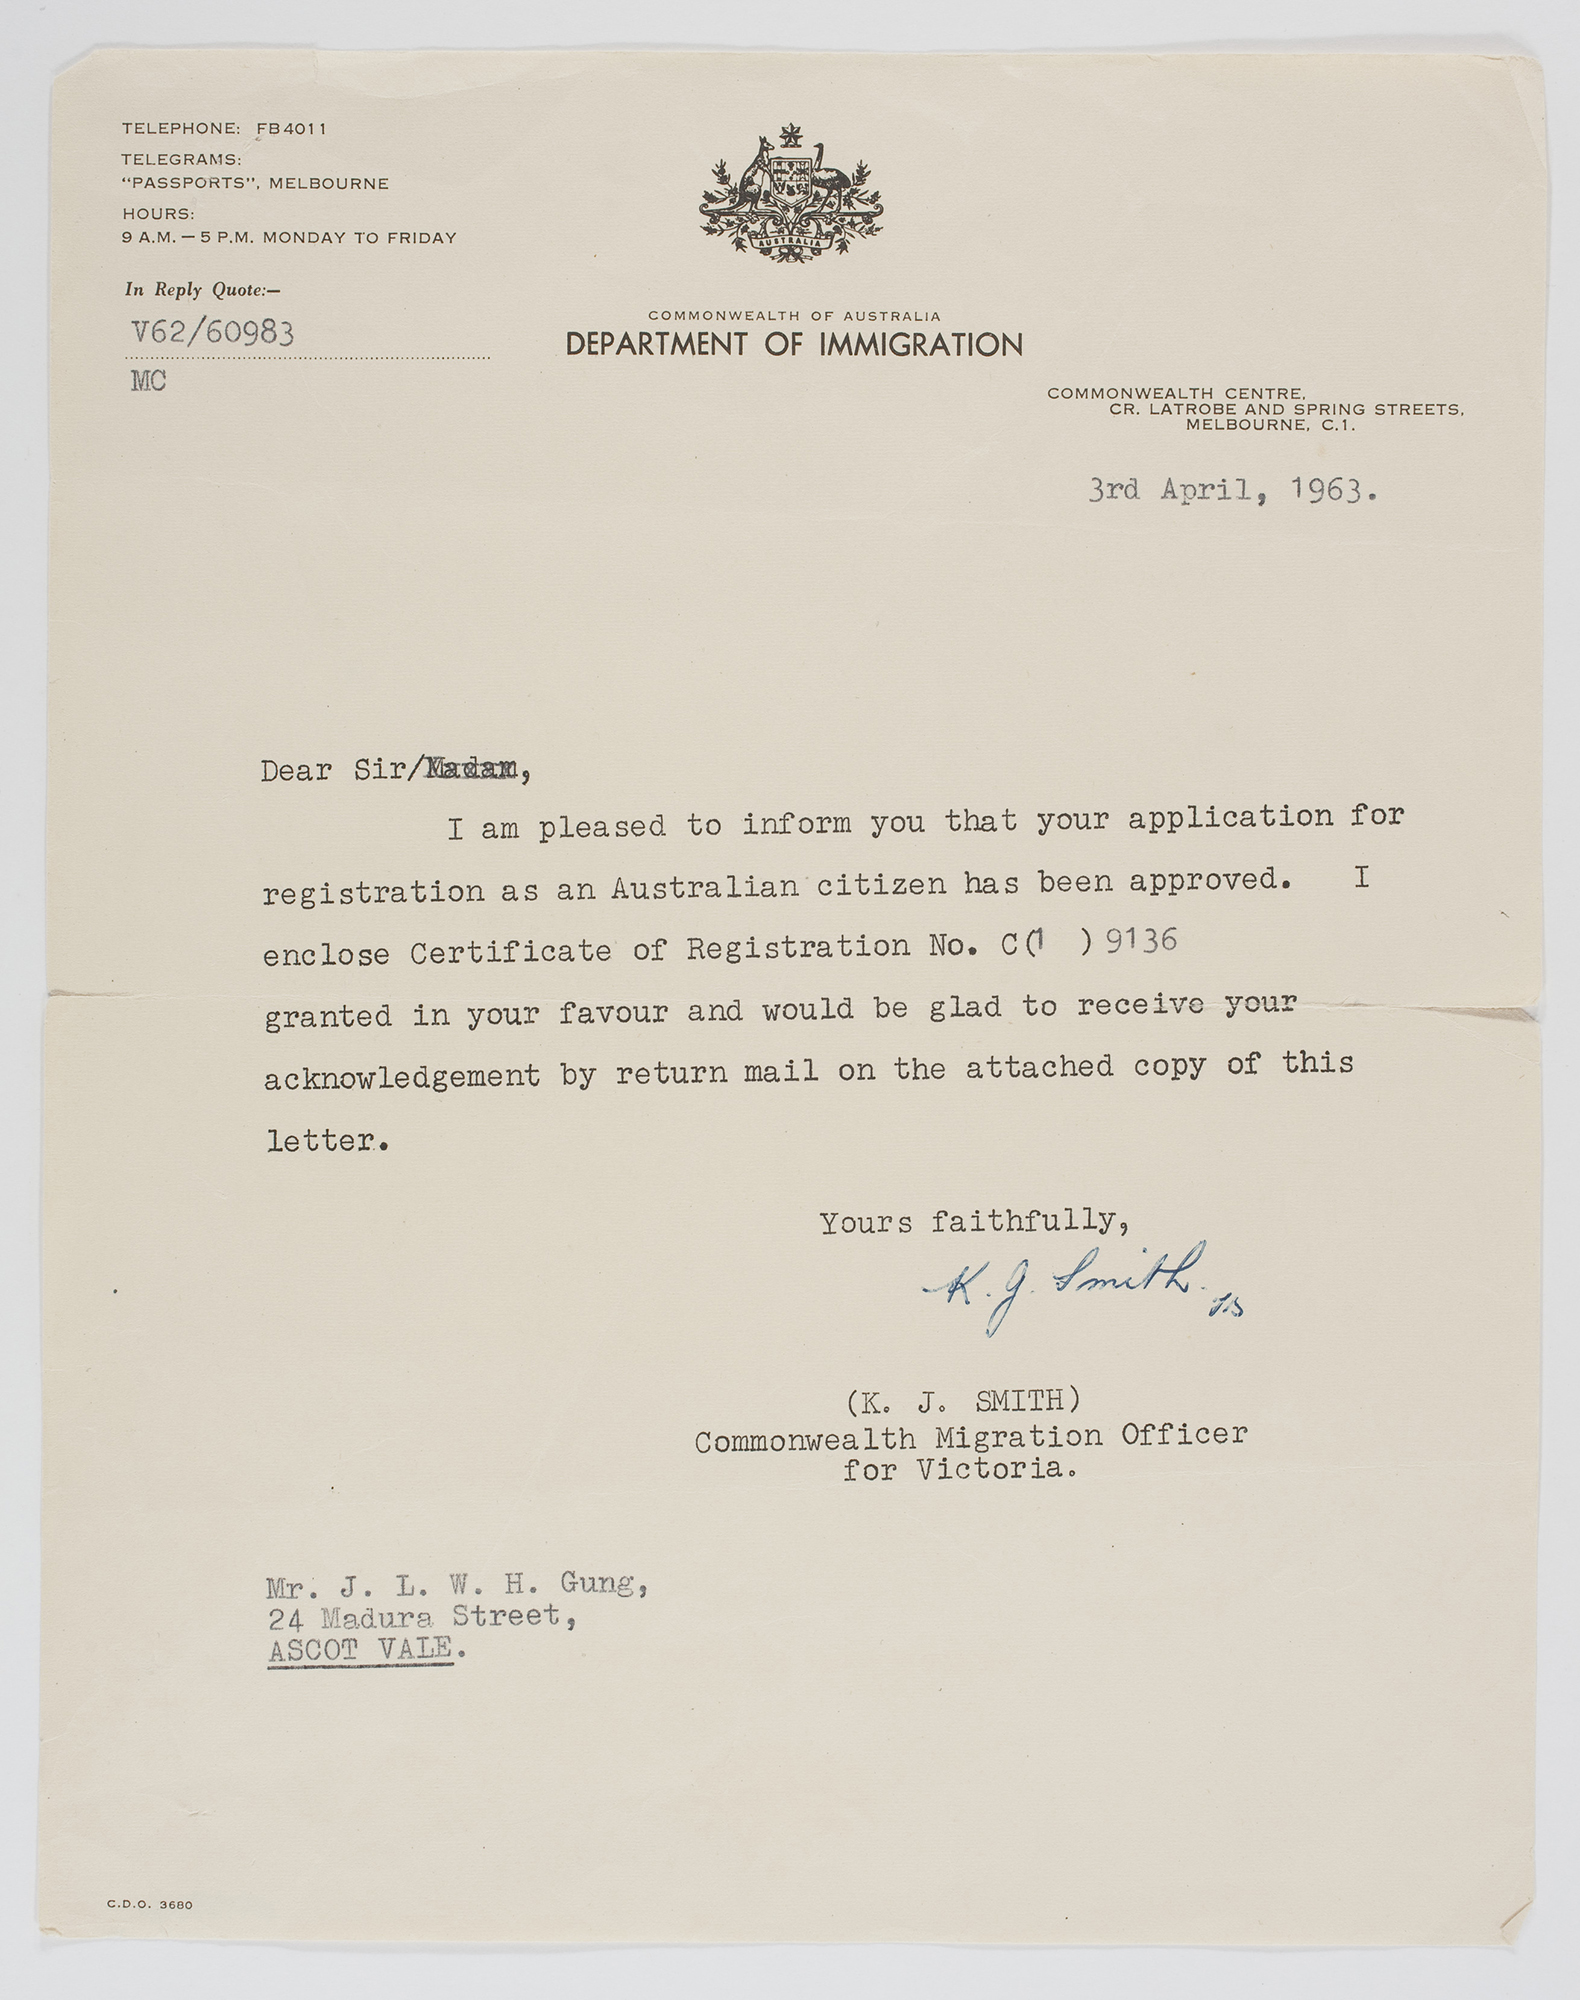 TELEPHONE: FB4011
TELEGRAMS:
"PASSPORTS", MELBOURNE
HOURS:
9 A.M. — 5 P.M. MONDAY TO FRIDAY
In Reply Quote:—
V62/60983
MC
AUSTRALIA
COMMONWEALTH OF AUSTRALIA
DEPARTMENT OF IMMIGRATION
COMMONWEALTH CENTRE,
CR. LATROBE AND SPRING STREETS,
MELBOURNE, C.1.
3rd April, 1963.
Dear Sir/Madam,
I am pleased to inform you that your application for
registration as an Australian citizen has been approved. I
enclose Certificate of Registration No. C(1 ) 9136
granted in your favour and would be glad to receive your
acknowledgement by return mail on the attached copy of this
letter.
Yours faithfully,
K. J. Smith.
(K. J. SMITH)
Commonwealth Migration Officer
for Victoria.
Mr. J. L. W. H. Gung,
24 Madura Street,
ASCOT VALE.
C.D.O. 3680